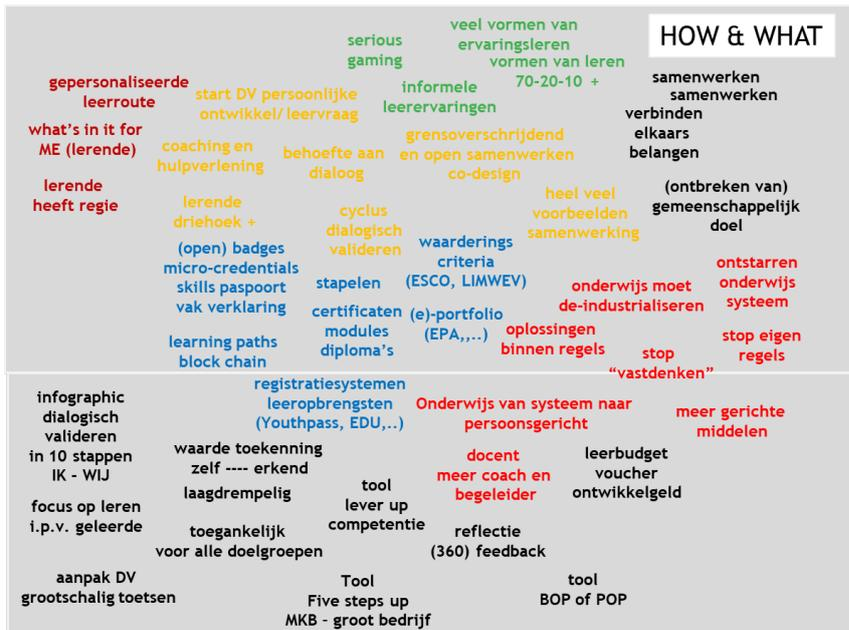 HOW & WHAT
serious
gaming
veel vormen van
ervaringsleren
vormen van leren
70-20-10 +
informele
leerervaringen
gepersonaliseerde
leerroute
start DV persoonlijke
ontwikkel/ leervraag
samenwerken
samenwerken
verbinden
elkaars
belangen
what's in it for
ME (lerende)
coaching en
hulpverlening
behoefte aan
dialoog
grensoverschrijdend
en open samenwerken
co-design
lerende
heeft regie
lerende
driehoek +
cyclus
dialogisch
valideren
heel veel
voorbeelden
samenwerking
(ontbreken van)
gemeenschappelijk
doel
(open) badges
micro-credentials
skills paspoort
vak verklaring
stapelen
waarderings
criteria
(ESCO, LIMWEV)
onderwijs moet
de-industrialiseren
ontstarren
onderwijs
systeem
certificaten
modules
diploma's
(e)-portfolio
(EPA,,..)
oplossingen
binnen regels
stop
"vastdenken"
stop eigen
regels
learning paths
block chain
registratiesystemen
leeropbrengsten
(Youthpass, EDU,..)
Onderwijs van systeem naar
persoonsgericht
meer gerichte
middelen
infographic
dialogisch
valideren
in 10 stappen
IK - WIJ
waarde toekenning
zelf ---- erkend
laagdrempelig
tool
lever up
competentie
docent
meer coach en
begeleider
leerbudget
voucher
ontwikkelgeld
focus op leren
i.p.v. geleerde
toegankelijk
voor alle doelgroepen
reflectie
(360) feedback
aanpak DV
grootschalig toetsen
Tool
Five steps up
MKB - groot bedrijf
tool
BOP of POP